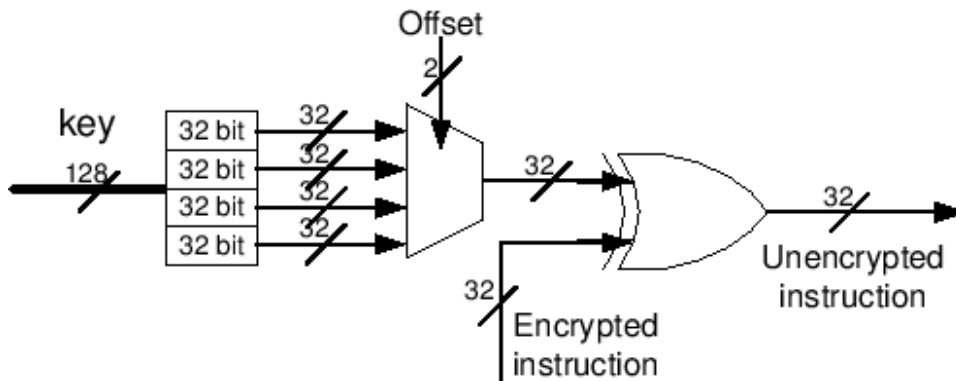 Offset
2
key
128
32 bit
32 bit
32 bit
32 bit
32
32
32
32
32
32
Encrypted
instruction
32
Unencrypted
instruction